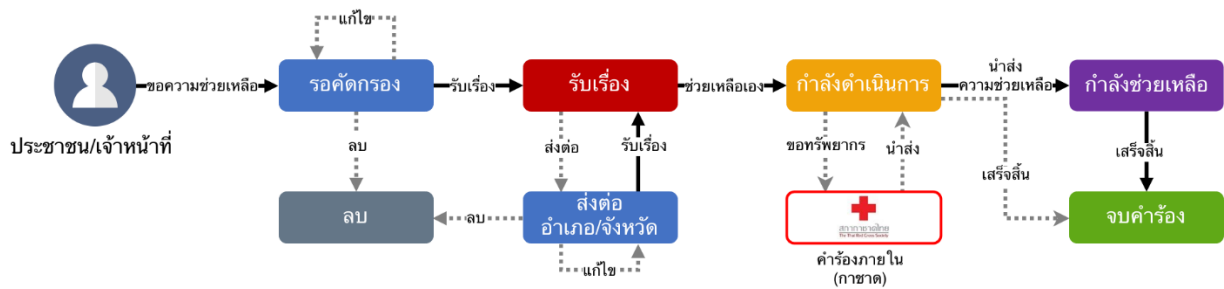 แก้ไข
ขอความช่วยเหลือ
รอคัดกรอง
รับเรื่อง
รับเรื่อง
ช่วยเหลือเอง
กำลังดำเนินการ
นำส่ง
ความช่วยเหลือ
กำลังช่วยเหลือ
ประชาชน/เจ้าหน้าที่
ลบ
ส่งต่อ
รับเรื่อง
ขอทรัพยากร
นำส่ง
เสร็จสิ้น
เสร็จสิ้น
ลบ
ลบ
ส่งต่อ
อำเภอ/จังหวัด
สภากาชาดไทย
The Thai Red Cross Society
จบคำร้อง
แก้ไข
คำร้องภายใน
(กาชาด)